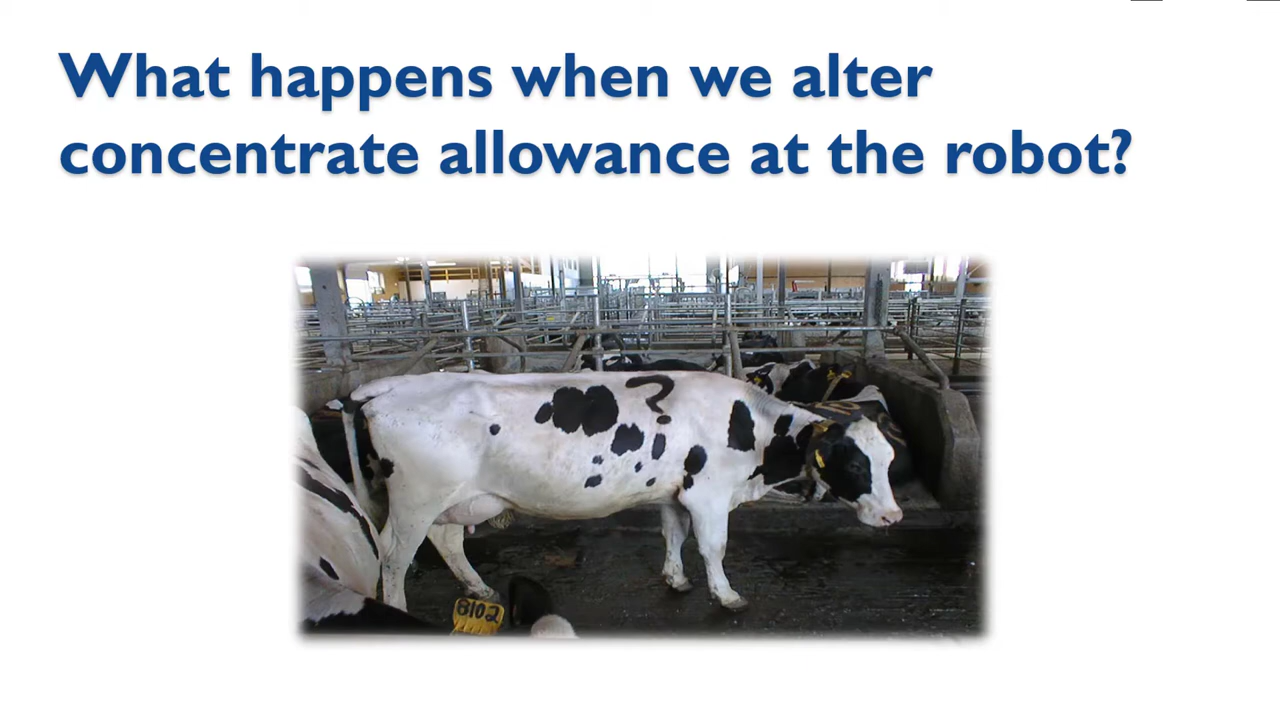 What happens when we alter
concentrate allowance at the robot?
?
8102